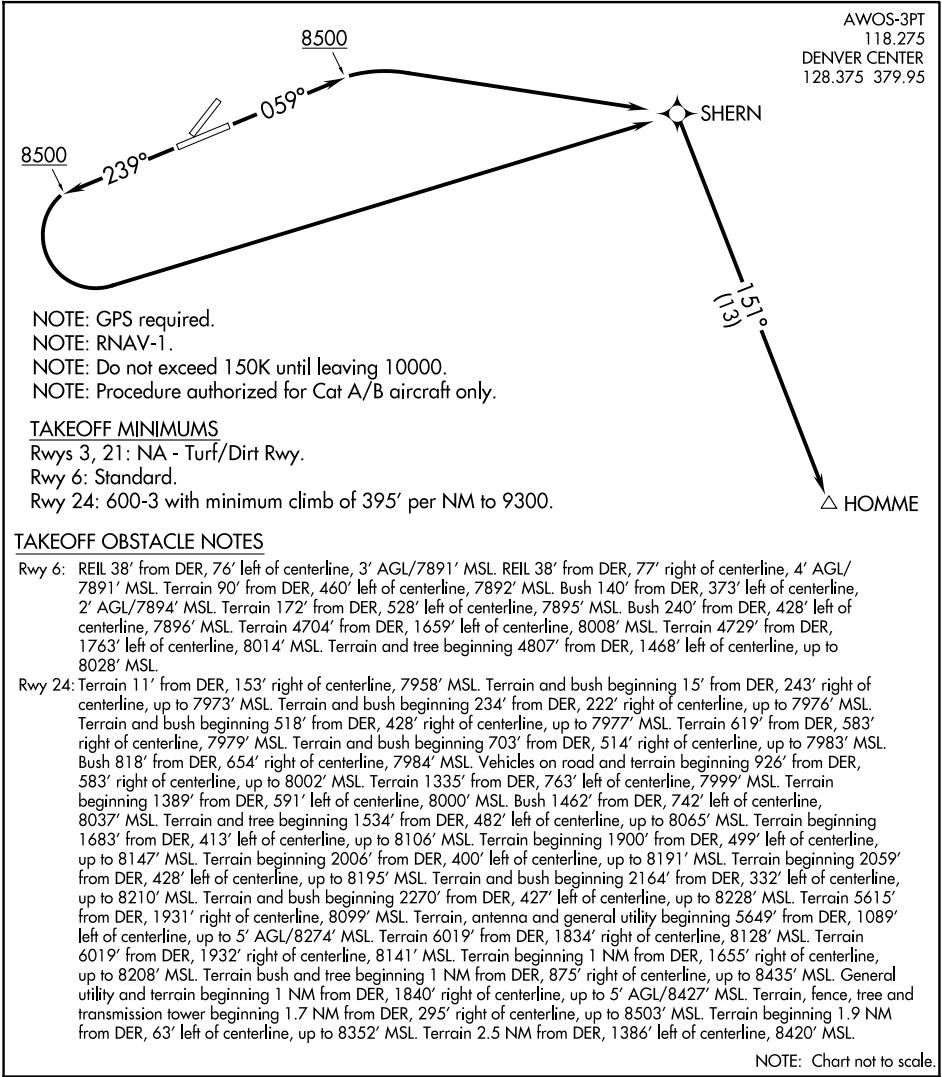 AWOS-3PT
118.275
DENVER CENTER
128.375 379.95
8500
059°
SHERN
8500
239°
151°
(13)
NOTE: GPS required.
NOTE: RNAV-1.
NOTE: Do not exceed 150K until leaving 10000.
NOTE: Procedure authorized for Cat A/B aircraft only.
TAKEOFF MINIMUMS
Rwys 3, 21: NA - Turf/Dirt Rwy.
Rwy 6: Standard.
Rwy 24: 600-3 with minimum climb of 395' per NM to 9300.
HOMME
TAKEOFF OBSTACLE NOTES
Rwy 6: REIL 38' from DER, 76' left of centerline, 3' AGL/7891' MSL. REIL 38' from DER, 77' right of centerline, 4' AGL/
7891' MSL. Terrain 90' from DER, 460' left of centerline, 7892' MSL. Bush 140' from DER, 373' left of centerline,
2' AGL/7894' MSL. Terrain 172' from DER, 528' left of centerline, 7895' MSL. Bush 240' from DER, 428' left of
centerline, 7896' MSL. Terrain 4704' from DER, 1659' left of centerline, 8008' MSL. Terrain 4729' from DER,
1763' left of centerline, 8014' MSL. Terrain and tree beginning 4807' from DER, 1468' left of centerline, up to
8028' MSL.
Rwy 24: Terrain 11' from DER, 153' right of centerline, 7958' MSL. Terrain and bush beginning 15' from DER, 243' right of
centerline, up to 7973' MSL. Terrain and bush beginning 234' from DER, 222' right of centerline, up to 7976' MSL.
Terrain and bush beginning 518' from DER, 428' right of centerline, up to 7977' MSL. Terrain 619' from DER, 583'
right of centerline, 7979' MSL. Terrain and bush beginning 703' from DER, 514' right of centerline, up to 7983' MSL.
Bush 818' from DER, 654' right of centerline, 7984' MSL. Vehicles on road and terrain beginning 926' from DER,
583' right of centerline, up to 8002' MSL. Terrain 1335' from DER, 763' left of centerline, 7999' MSL. Terrain
beginning 1389' from DER, 591' left of centerline, 8000' MSL. Bush 1462' from DER, 742' left of centerline,
8037' MSL. Terrain and tree beginning 1534' from DER, 482' left of centerline, up to 8065' MSL. Terrain beginning
1683' from DER, 413' left of centerline, up to 8106' MSL. Terrain beginning 1900' from DER, 499' left of centerline,
up to 8147' MSL. Terrain beginning 2006' from DER, 400' left of centerline, up to 8191' MSL. Terrain beginning 2059'
from DER, 428' left of centerline, up to 8195' MSL. Terrain and bush beginning 2164' from DER, 332' left of centerline,
up to 8210' MSL. Terrain and bush beginning 2270' from DER, 427' left of centerline, up to 8228' MSL. Terrain 5615'
from DER, 1931' right of centerline, 8099' MSL. Terrain, antenna and general utility beginning 5649' from DER, 1089'
left of centerline, up to 5' AGL/8274' MSL. Terrain 6019' from DER, 1834' right of centerline, 8128' MSL. Terrain
6019' from DER, 1932' right of centerline, 8141' MSL. Terrain beginning 1 NM from DER, 1655' right of centerline,
up to 8208' MSL. Terrain bush and tree beginning 1 NM from DER, 875' right of centerline, up to 8435' MSL. General
utility and terrain beginning 1 NM from DER, 1840' right of centerline, up to 5' AGL/8427' MSL. Terrain, fence, tree and
transmission tower beginning 1.7 NM from DER, 295' right of centerline, up to 8503' MSL. Terrain beginning 1.9 NM
from DER, 63' left of centerline, up to 8352' MSL. Terrain 2.5 NM from DER, 1386' left of centerline, 8420' MSL.
NOTE: Chart not to scale.